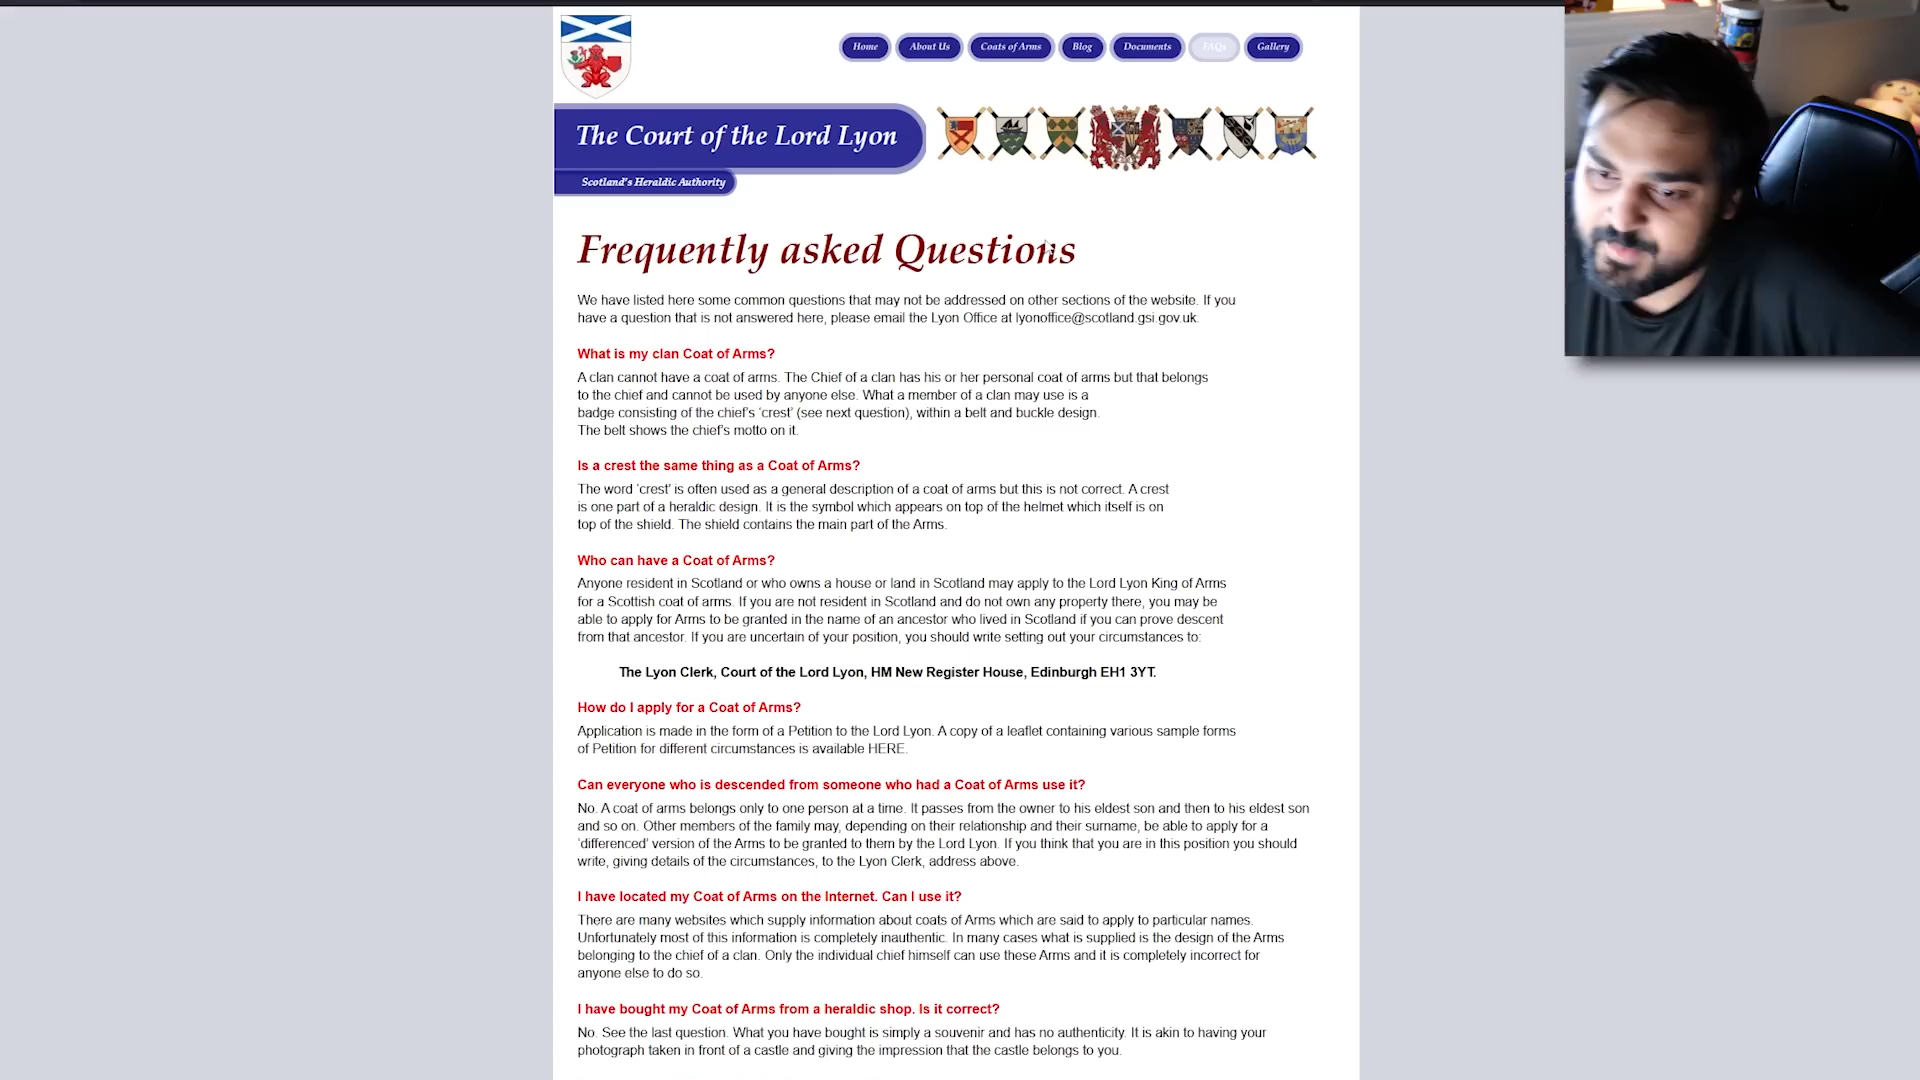 Home About Us Coats of Arms Blog Documents FAQs Gallery
The Court of the Lord Lyon
Scotland's Heraldic Authority
Frequently asked Questions
We have listed here some common questions that may not be addressed on other sections of the website. If you
have a question that is not answered here, please email the Lyon Office at lyonoffice@scotland.gsi.gov.uk.
What is my clan Coat of Arms?
A clan cannot have a coat of arms. The Chief of a clan has his or her personal coat of arms but that belongs
to the chief and cannot be used by anyone else. What a member of a clan may use is a
badge consisting of the chief's 'crest' (see next question), within a belt and buckle design.
The belt shows the chief's motto on it.
Is a crest the same thing as a Coat of Arms?
The word 'crest' is often used as a general description of a coat of arms but this is not correct. A crest
is one part of a heraldic design. It is the symbol which appears on top of the helmet which itself is on
top of the shield. The shield contains the main part of the Arms.
Who can have a Coat of Arms?
Anyone resident in Scotland or who owns a house or land in Scotland may apply to the Lord Lyon King of Arms
for a Scottish coat of arms. If you are not resident in Scotland and do not own any property there, you may be
able to apply for Arms to be granted in the name of an ancestor who lived in Scotland if you can prove descent
from that ancestor. If you are uncertain of your position, you should write setting out your circumstances to:
The Lyon Clerk, Court of the Lord Lyon, HM New Register House, Edinburgh EH1 3YT.
How do I apply for a Coat of Arms?
Application is made in the form of a Petition to the Lord Lyon. A copy of a leaflet containing various sample forms
of Petition for different circumstances is available HERE.
Can everyone who is descended from someone who had a Coat of Arms use it?
No. A coat of arms belongs only to one person at a time. It passes from the owner to his eldest son and then to his eldest son
and so on. Other members of the family may, depending on their relationship and their surname, be able to apply for a
'differenced' version of the Arms to be granted to them by the Lord Lyon. If you think that you are in this position you should
write, giving details of the circumstances, to the Lyon Clerk, address above.
I have located my Coat of Arms on the Internet. Can I use it?
There are many websites which supply information about coats of Arms which are said to apply to particular names.
Unfortunately most of this information is completely inauthentic. In many cases what is supplied is the design of the Arms
belonging to the chief of a clan. Only the individual chief himself can use these Arms and it is completely incorrect for
anyone else to do so.
I have bought my Coat of Arms from a heraldic shop. Is it correct?
No. See the last question. What you have bought is simply a souvenir and has no authenticity. It is akin to having your
photograph taken in front of a castle and giving the impression that the castle belongs to you.